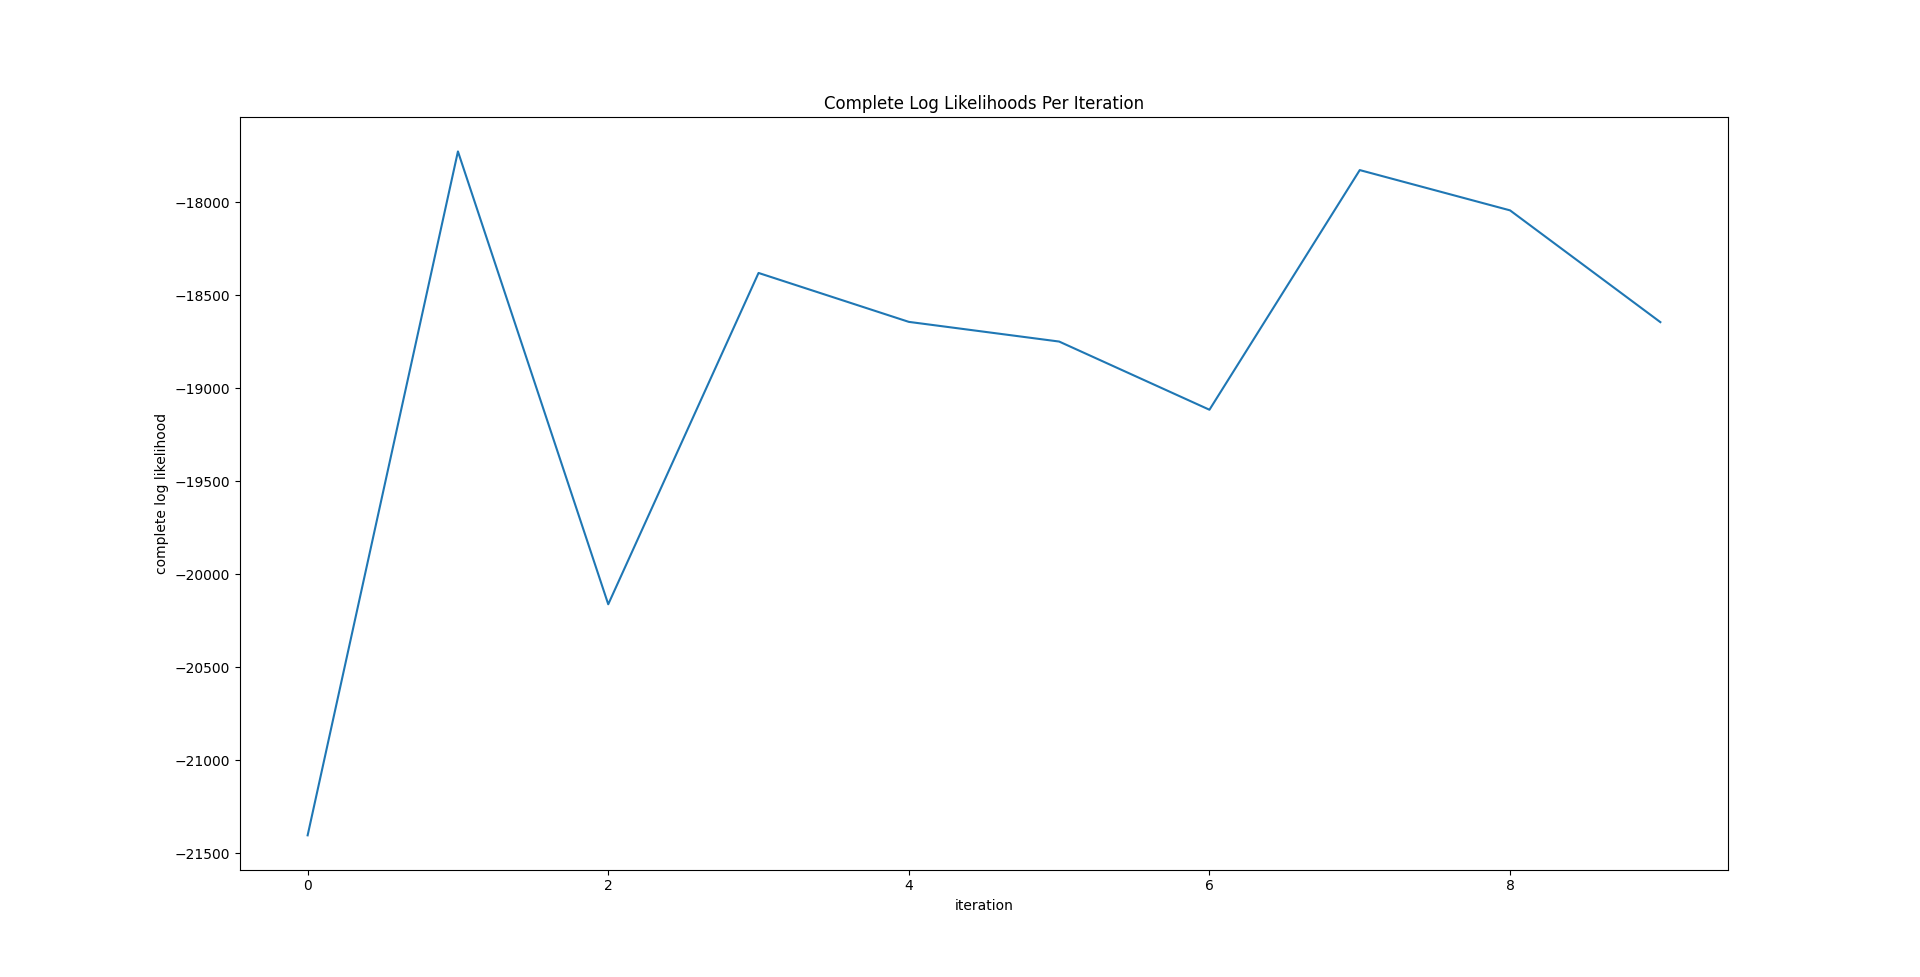 Complete Log Likelihoods Per Iteration
complete log likelihood
−18000
−18500
−19000
−19500
−20000
−20500
−21000
−21500
0 2 4 6 8
iteration